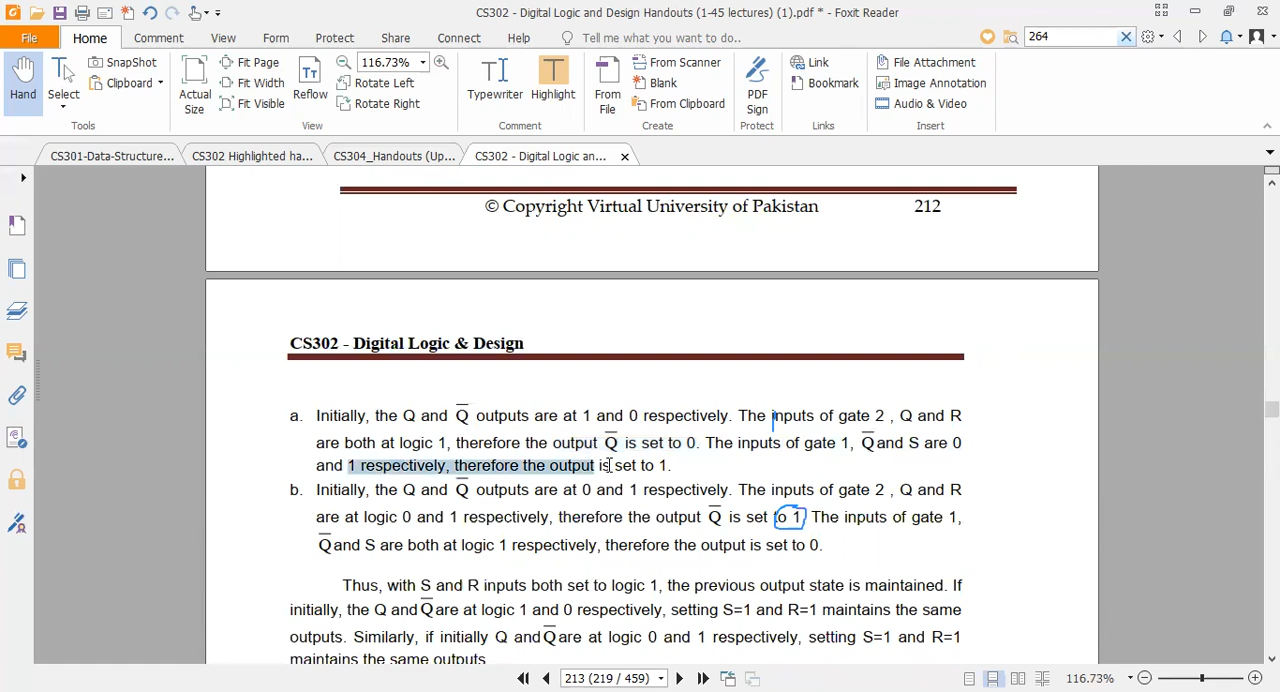 CS302 - Digital Logic and Design Handouts (1-45 lectures) (1).pdf * - Foxit Reader
File Home Comment View Form Protect Share Connect Help Tell me what you want to do.. 264
Hand Select SnapShot Clipboard Actual Size Fit Page Fit Width Fit Visible Reflow 116.73% Rotate Left Rotate Right Typewriter Highlight From File From Scanner Blank From Clipboard PDF Sign Link Bookmark File Attachment Image Annotation Audio & Video
Tools View Comment Create Protect Links Insert
CS301-Data-Structure... CS302 Highlighted ha... CS304_Handouts (Up... CS302 - Digital Logic an...
© Copyright Virtual University of Pakistan 212
CS302 - Digital Logic & Design
a. Initially, the Q and Q̅ outputs are at 1 and 0 respectively. The inputs of gate 2 , Q and R
are both at logic 1, therefore the output Q̅ is set to 0. The inputs of gate 1, Q̅ and S are 0
and 1 respectively, therefore the output is set to 1.
b. Initially, the Q and Q̅ outputs are at 0 and 1 respectively. The inputs of gate 2 , Q and R
are at logic 0 and 1 respectively, therefore the output Q̅ is set to 1. The inputs of gate 1,
Q̅ and S are both at logic 1 respectively, therefore the output is set to 0.
Thus, with S and R inputs both set to logic 1, the previous output state is maintained. If
initially, the Q and Q̅ are at logic 1 and 0 respectively, setting S=1 and R=1 maintains the same
outputs. Similarly, if initially Q and Q̅ are at logic 0 and 1 respectively, setting S=1 and R=1
maintains the same outputs
213 (219 / 459) 116.73%